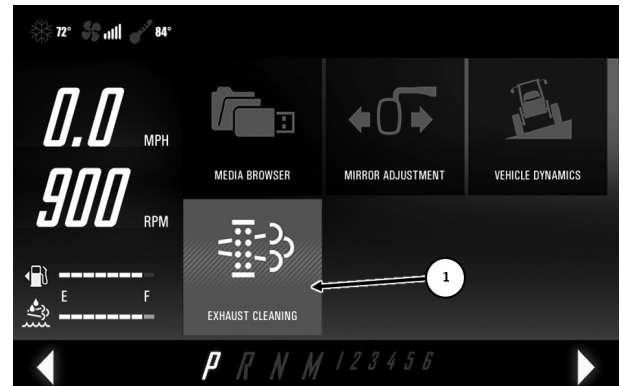 72° 84°
0.0 MPH
900 RPM
E F
MEDIA BROWSER MIRROR ADJUSTMENT VEHICLE DYNAMICS
EXHAUST CLEANING
1
P R N M 1 2 3 4 5 6